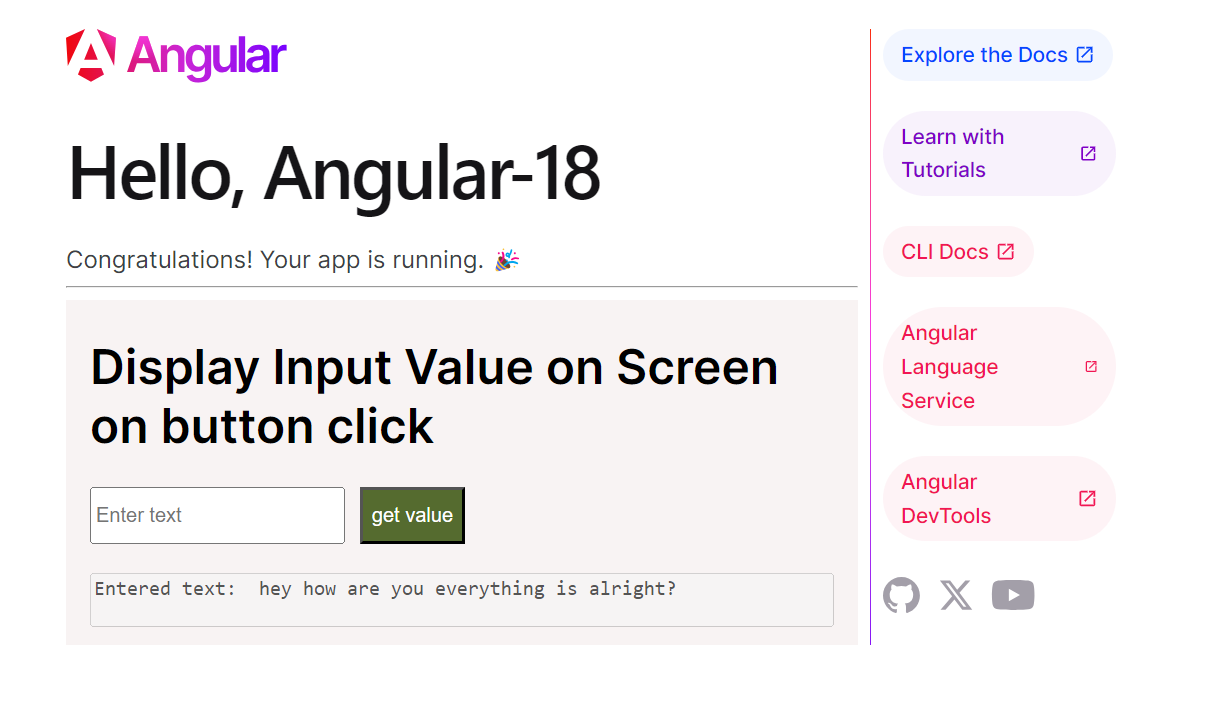 Angular
Hello, Angular-18
Congratulations! Your app is running. 🎉
Display Input Value on Screen
on button click
Enter text
get value
Entered text:  hey how are you everything is alright?
Explore the Docs
Learn with
Tutorials
CLI Docs
Angular
Language
Service
Angular
DevTools